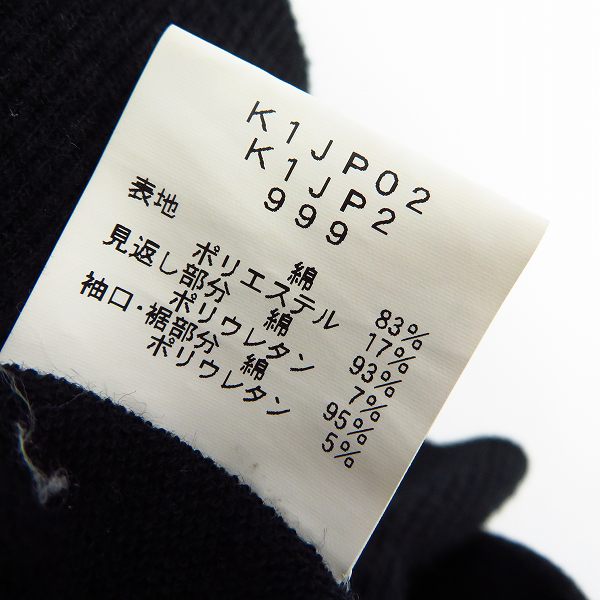 K1JP02
K1JP2
999
表地 綿 83%
ポリエステル 17%
見返し部分 綿 93%
ポリウレタン 7%
袖口・裾部分 綿 95%
ポリウレタン 5%